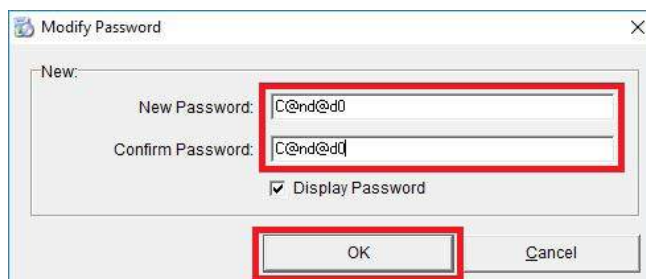 Modify Password
New:
New Password: C@nd@d0
Confirm Password: C@nd@d0
Display Password
OK Cancel